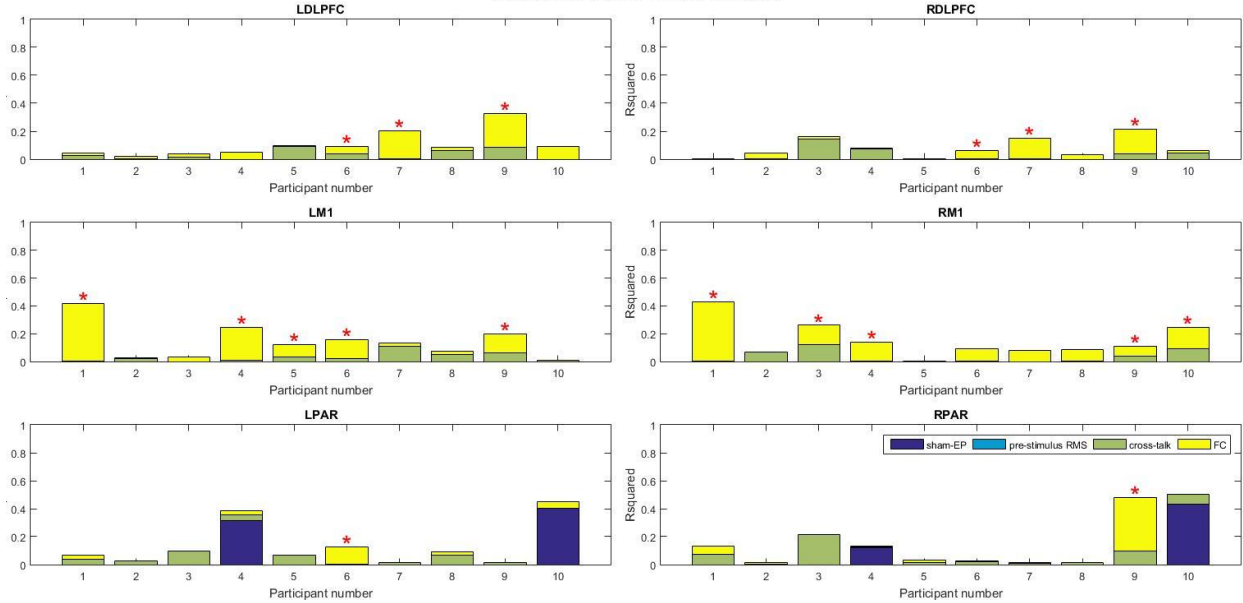 LDLPFC
1
0.8
0.6
0.4
0.2
0
1 2 3 4 5 6 7 8 9 10
Participant number
* * *
RDLPFC
Rsquared
1
0.8
0.6
0.4
0.2
0
1 2 3 4 5 6 7 8 9 10
Participant number
* * *
LM1
1
0.8
0.6
0.4
0.2
0
1 2 3 4 5 6 7 8 9 10
Participant number
* * * * *
RM1
Rsquared
1
0.8
0.6
0.4
0.2
0
1 2 3 4 5 6 7 8 9 10
Participant number
* * * * *
LPAR
1
0.8
0.6
0.4
0.2
0
1 2 3 4 5 6 7 8 9 10
Participant number
*
RPAR
Rsquared
1
0.8
0.6
0.4
0.2
0
1 2 3 4 5 6 7 8 9 10
Participant number
*
sham-EP pre-stimulus RMS cross-talk FC